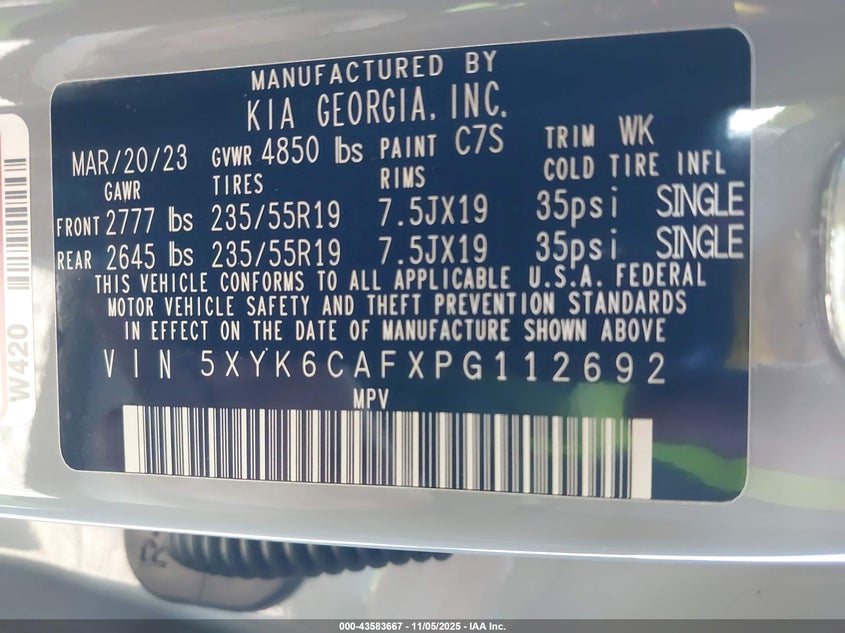 MANUFACTURED BY
KIA GEORGIA, INC.
MAR/20/23 GVWR 4850 lbs PAINT C7S TRIM WK
GAWR TIRES RIMS COLD TIRE INFL
FRONT 2777 lbs 235/55R19 7.5JX19 35psi SINGLE
REAR 2645 lbs 235/55R19 7.5JX19 35psi SINGLE
THIS VEHICLE CONFORMS TO ALL APPLICABLE U.S.A. FEDERAL
MOTOR VEHICLE SAFETY AND THEFT PREVENTION STANDARDS
IN EFFECT ON THE DATE OF MANUFACTURE SHOWN ABOVE
VIN 5XYK6CAFXPG112692
MPV
W420
000-43583667 - 11/05/2025 - IAA Inc.